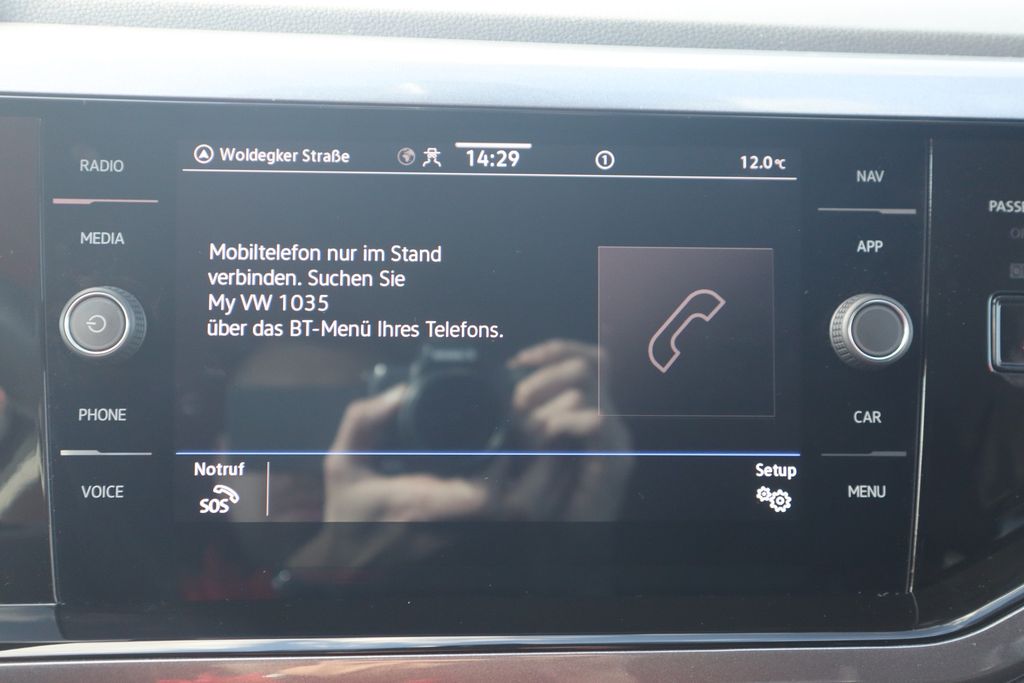 RADIO
MEDIA
PHONE
VOICE
Woldegker Straße
14:29
1
12.0°C
Mobiltelefon nur im Stand
verbinden. Suchen Sie
My VW 1035
über das BT-Menü Ihres Telefons.
Notruf
SOS
Setup
NAV
APP
CAR
MENU